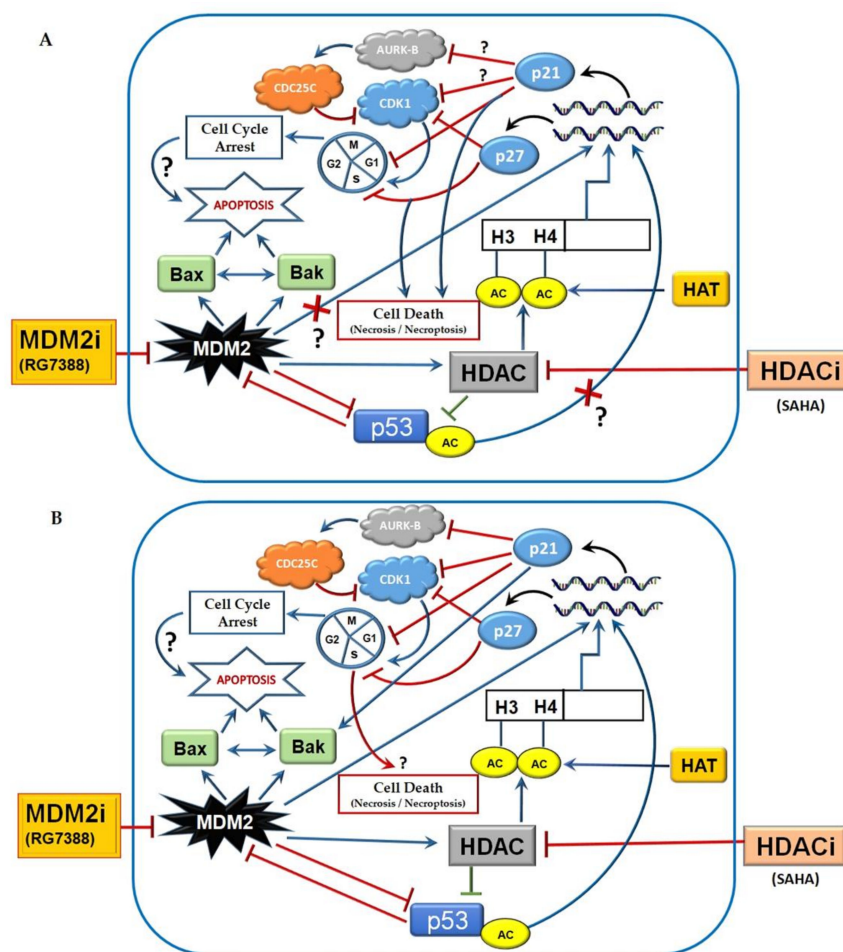 A
AURK-B
?
p21
CDC25C
?
CDK1
Cell Cycle
Arrest
M
G2
G1
S
p27
?
APOPTOSIS
H3
H4
Bax
Bak
AC
AC
HAT
MDM2i
(RG7388)
MDM2
?
Cell Death
(Necrosis / Necroptosis)
HDAC
HDACi
(SAHA)
p53
AC
?
B
AURK-B
p21
CDC25C
CDK1
Cell Cycle
Arrest
M
G2
G1
S
p27
?
APOPTOSIS
H3
H4
Bax
Bak
?
AC
AC
HAT
Cell Death
(Necrosis / Necroptosis)
MDM2i
(RG7388)
MDM2
HDAC
HDACi
(SAHA)
p53
AC